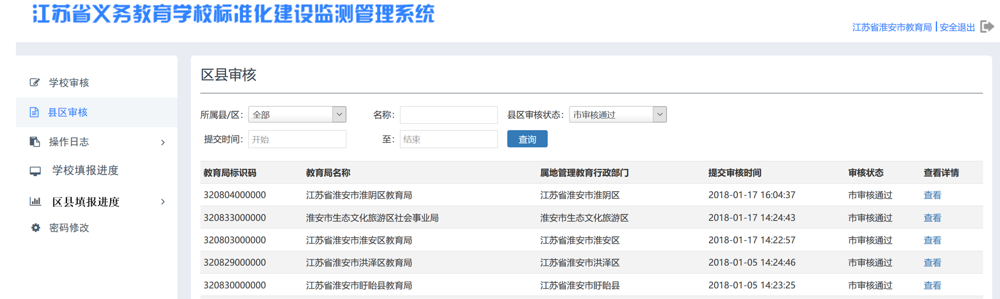 江苏省义务教育学校标准化建设监测管理系统
江苏省淮安市教育局 | 安全退出
学校审核
县区审核
操作日志
学校填报进度
区县填报进度
密码修改
区县审核
所属县/区： 全部 名称： 县区审核状态： 市审核通过
提交时间： 开始 至： 结束 查询
教育局标识码 教育局名称 属地管理教育行政部门 提交审核时间 审核状态 查看详情
320804000000 江苏省淮安市淮阴区教育局 江苏省淮安市淮阴区 2018-01-17 16:04:37 市审核通过 查看
320833000000 淮安市生态文化旅游区社会事业局 淮安市生态文化旅游区 2018-01-17 14:24:43 市审核通过 查看
320803000000 江苏省淮安市淮安区教育局 江苏省淮安市淮安区 2018-01-17 14:22:57 市审核通过 查看
320829000000 江苏省淮安市洪泽区教育局 江苏省淮安市洪泽区 2018-01-05 14:24:46 市审核通过 查看
320830000000 江苏省淮安市盱眙县教育局 江苏省淮安市盱眙县 2018-01-05 14:23:25 市审核通过 查看